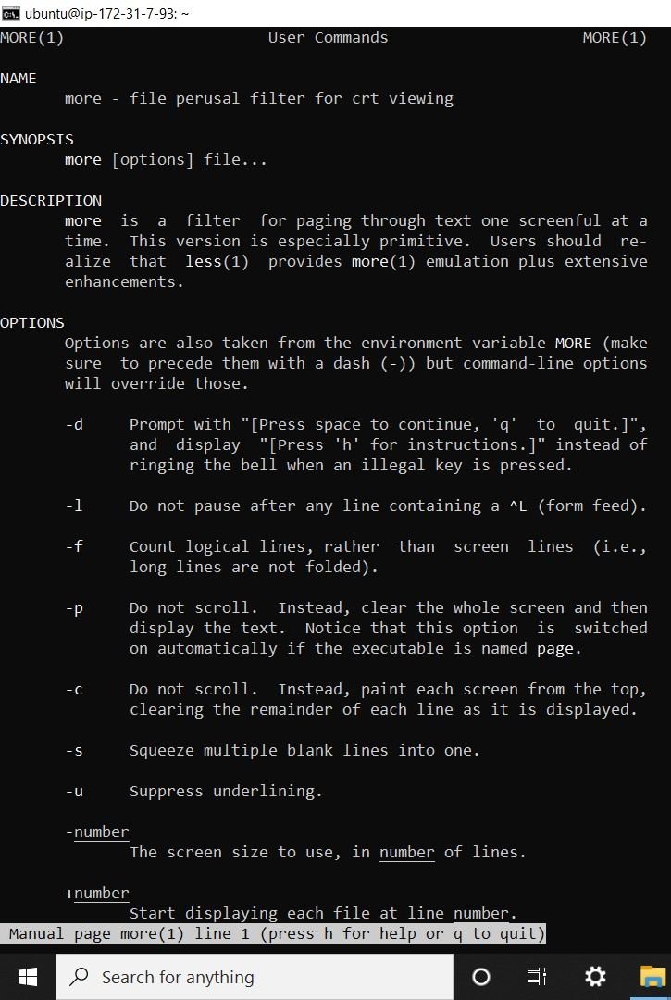 ubuntu@ip-172-31-7-93: ~
MORE(1) User Commands MORE(1)
NAME
more - file perusal filter for crt viewing
SYNOPSIS
more [options] file...
DESCRIPTION
more is a filter for paging through text one screenful at a
time. This version is especially primitive. Users should re-
alize that less(1) provides more(1) emulation plus extensive
enhancements.
OPTIONS
Options are also taken from the environment variable MORE (make
sure to precede them with a dash (-)) but command-line options
will override those.
-d Prompt with "[Press space to continue, 'q' to quit.]",
and display "[Press 'h' for instructions.]" instead of
ringing the bell when an illegal key is pressed.
-l Do not pause after any line containing a ^L (form feed).
-f Count logical lines, rather than screen lines (i.e.,
long lines are not folded).
-p Do not scroll. Instead, clear the whole screen and then
display the text. Notice that this option is switched
on automatically if the executable is named page.
-c Do not scroll. Instead, paint each screen from the top,
clearing the remainder of each line as it is displayed.
-s Squeeze multiple blank lines into one.
-u Suppress underlining.
-number
The screen size to use, in number of lines.
+number
Start displaying each file at line number.
Manual page more(1) line 1 (press h for help or q to quit)
Search for anything